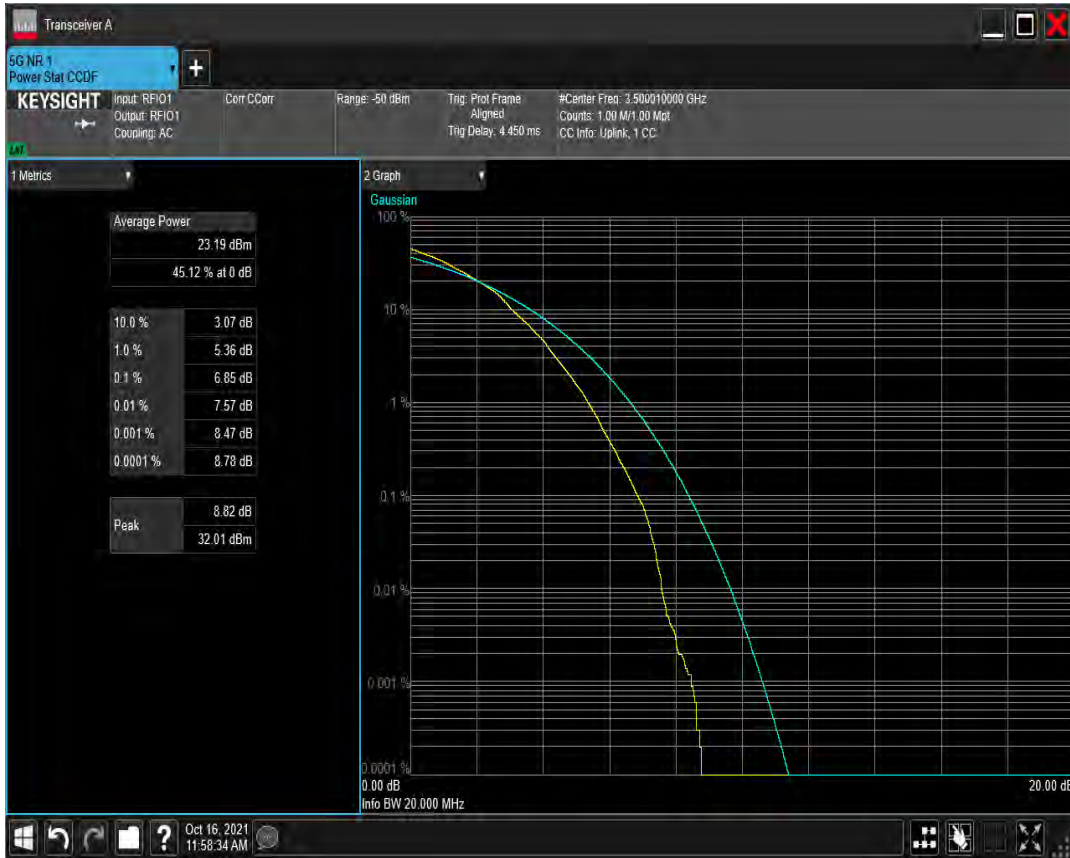 Transceiver A
5G NR 1
Power Stat CCDF
+
KEYSIGHT
Input: RFIO1
Output: RFIO1
Coupling: AC
Corr CCorr
Range: -50 dBm
Trig: Prot Frame
Aligned
Trig Delay: 4.450 ms
#Center Freq: 3.500010000 GHz
Counts: 1.00 M/1.00 Mpt
CC Info: Uplink, 1 CC
1 Metrics
Average Power
23.19 dBm
45.12 % at 0 dB
10.0 % 3.07 dB
1.0 % 5.36 dB
0.1 % 6.85 dB
0.01 % 7.57 dB
0.001 % 8.47 dB
0.0001 % 8.78 dB
Peak
8.82 dB
32.01 dBm
2 Graph
Gaussian
100 %
10 %
1 %
0.1 %
0.01 %
0.001 %
0.0001 %
0.00 dB 20.00 dB
Info BW 20.000 MHz
?
Oct 16, 2021
11:58:34 AM